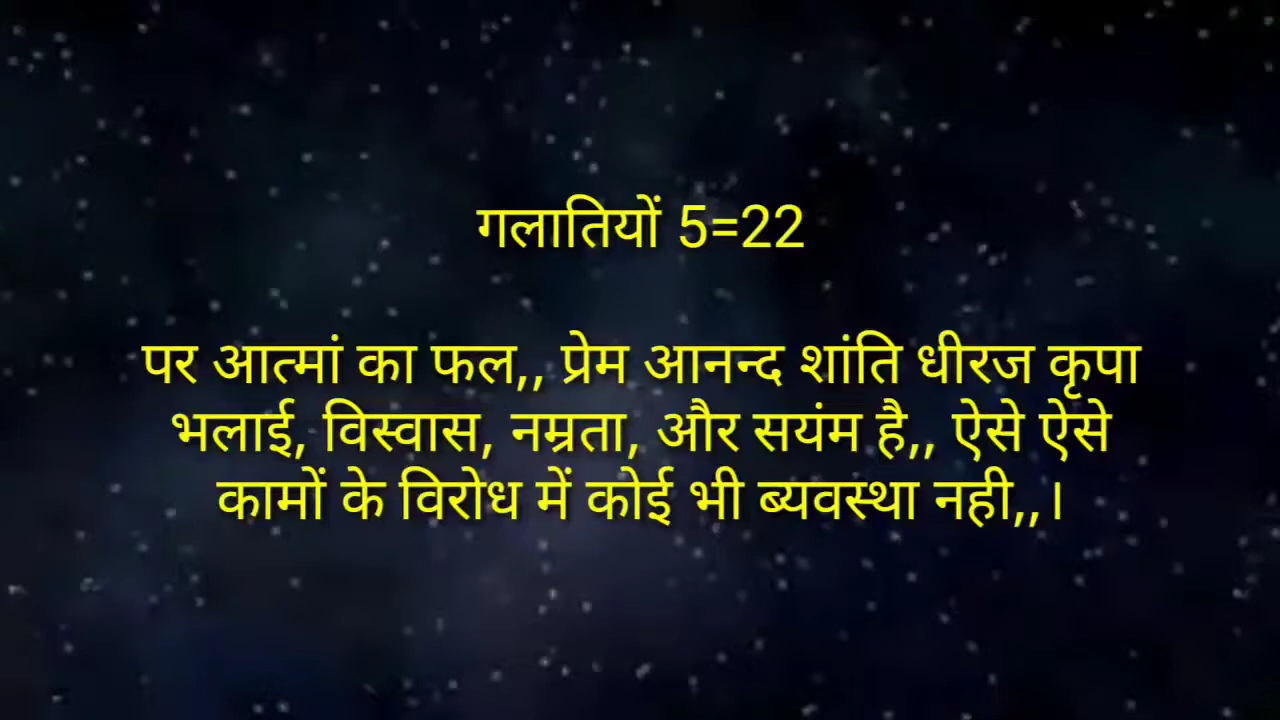 गलातियों 5=22
पर आत्मां का फल,, प्रेम आनन्द शांति धीरज कृपा
भलाई, विस्वास, नम्रता, और सयंम है,, ऐसे ऐसे
कामों के विरोध में कोई भी ब्यवस्था नही,,।